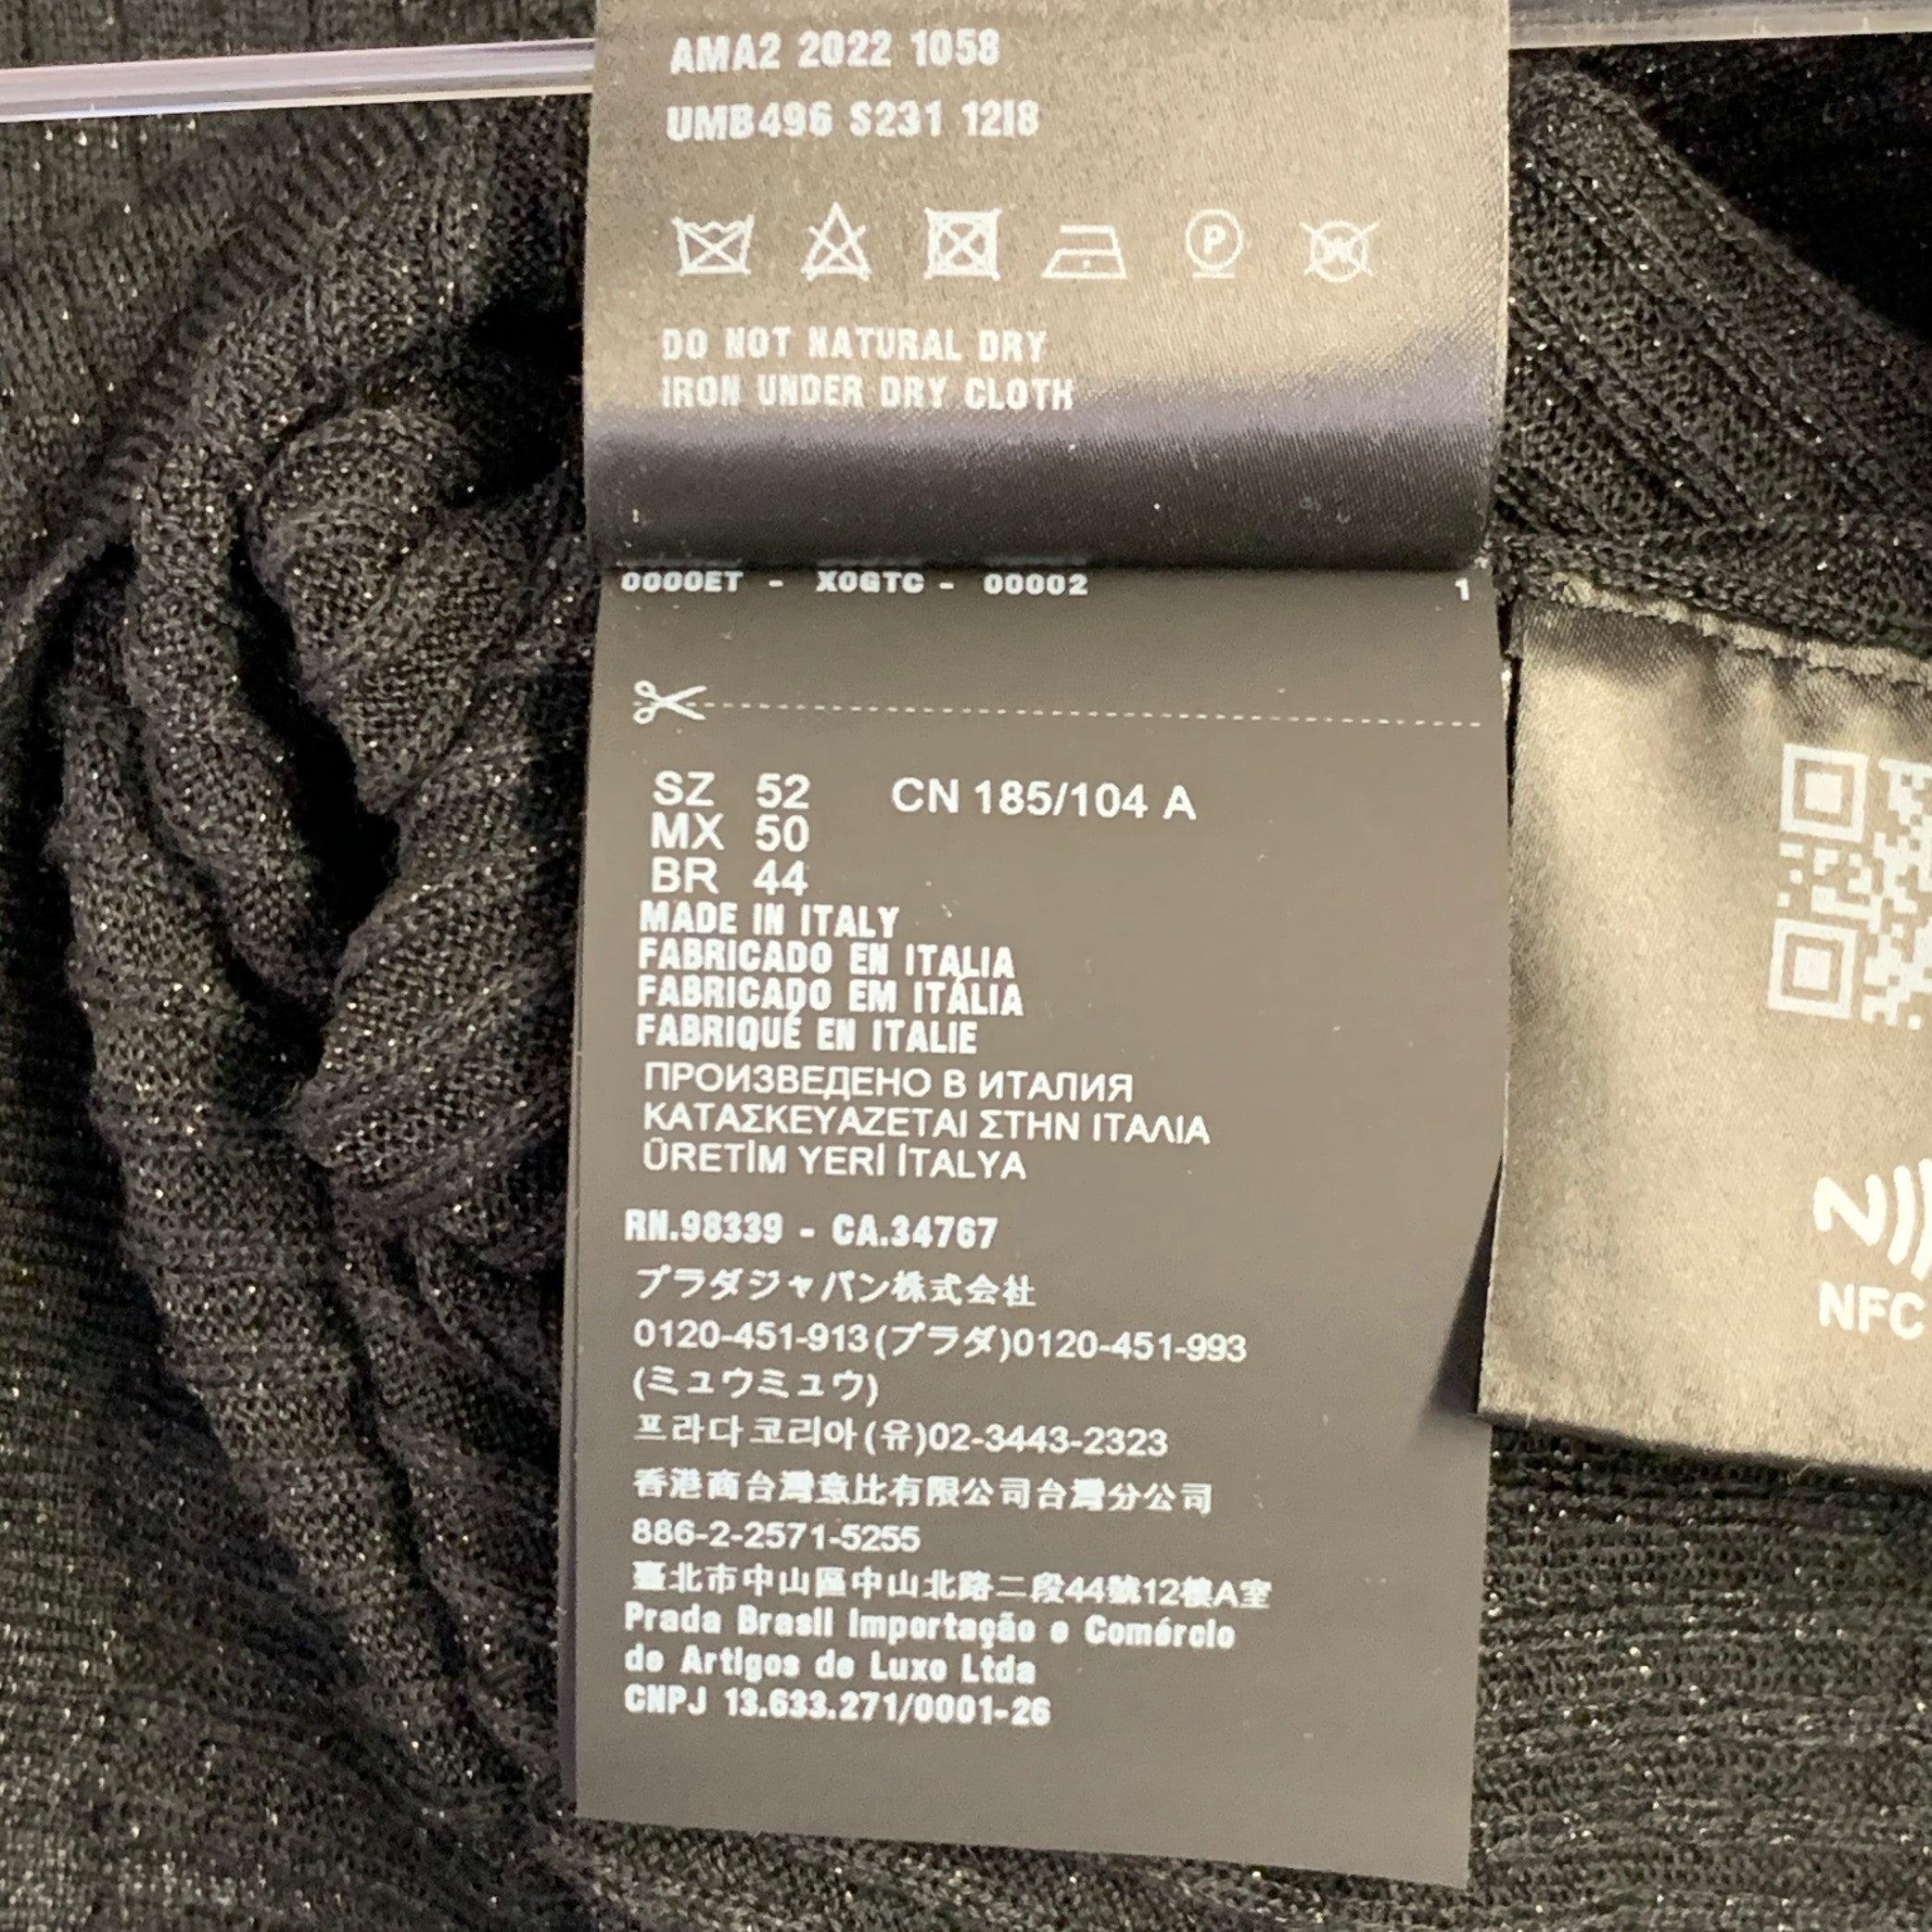 AMA2 2022 1058
UMB496 S231 12I8
P
W
DO NOT NATURAL DRY
IRON UNDER DRY CLOTH
0000ET - X0GTC - 00002 1
SZ 52 CN 185/104 A
MX 50
BR 44
MADE IN ITALY
FABRICADO EN ITALIA
FABRICADO EM ITÁLIA
FABRIQUÉ EN ITALIE
ПРОИЗВЕДЕНО В ИТАЛИЯ
ΚΑΤΑΣΚΕΥΑΖΕΤΑΙ ΣΤΗΝ ΙΤΑΛΙΑ
ÜRETİM YERİ İTALYA
RN.98339 - CA.34767
プラダジャパン株式会社
0120-451-913(プラダ)0120-451-993
(ミュウミュウ)
프라다코리아(유)02-3443-2323
香港商台灣意比有限公司台灣分公司
886-2-2571-5255
臺北市中山區中山北路二段44號12樓A室
Prada Brasil Importação e Comércio
de Artigos de Luxo Ltda
CNPJ 13.633.271/0001-26
NFC